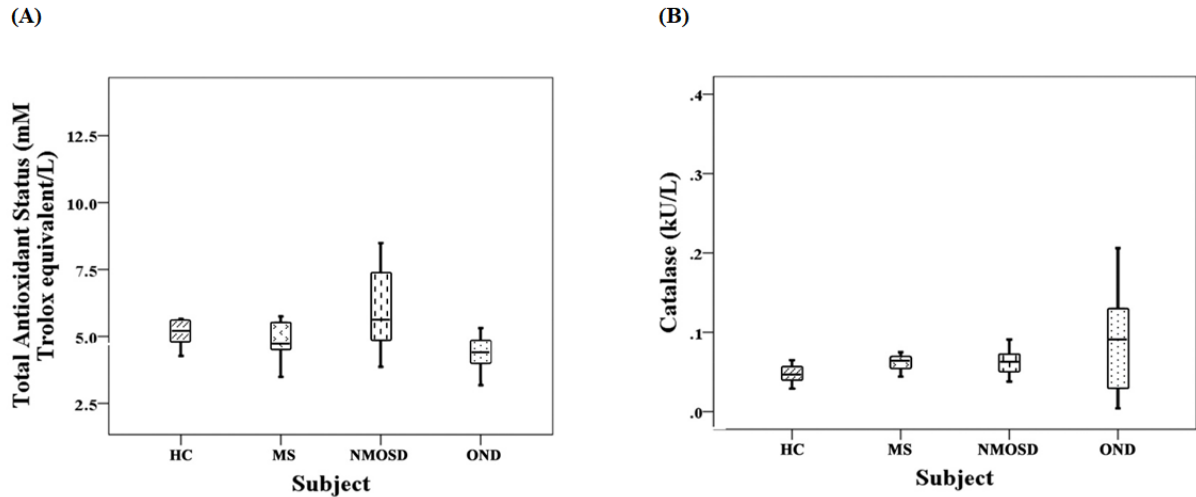 (A)
Total Antioxidant Status (mM
Trolox equivalent/L)
12.5
10.0
7.5
5.0
2.5
HC MS NMOSD OND
Subject
(B)
Catalase (kU/L)
.4
.3
.2
.1
.0
HC MS NMOSD OND
Subject